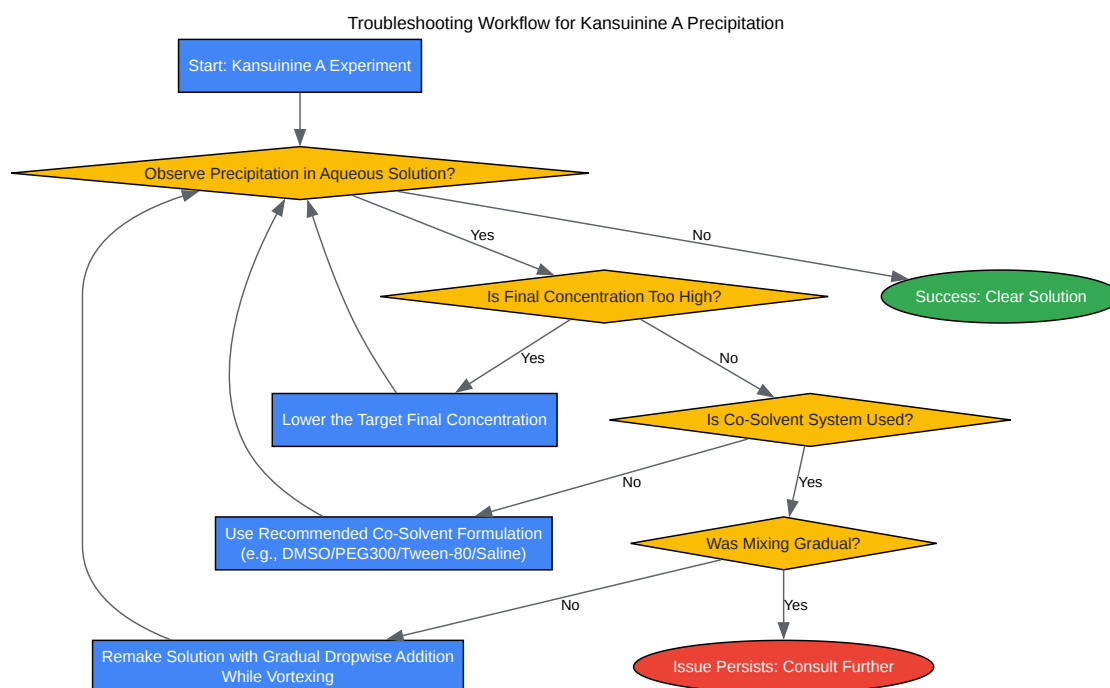 Troubleshooting Workflow for Kansuinine A Precipitation
Start: Kansuinine A Experiment
Observe Precipitation in Aqueous Solution?
Yes
No
Is Final Concentration Too High?
Success: Clear Solution
Yes
No
Lower the Target Final Concentration
Is Co-Solvent System Used?
No
Yes
Use Recommended Co-Solvent Formulation
(e.g., DMSO/PEG300/Tween-80/Saline)
Was Mixing Gradual?
No
Yes
Remake Solution with Gradual Dropwise Addition
While Vortexing
Issue Persists: Consult Further